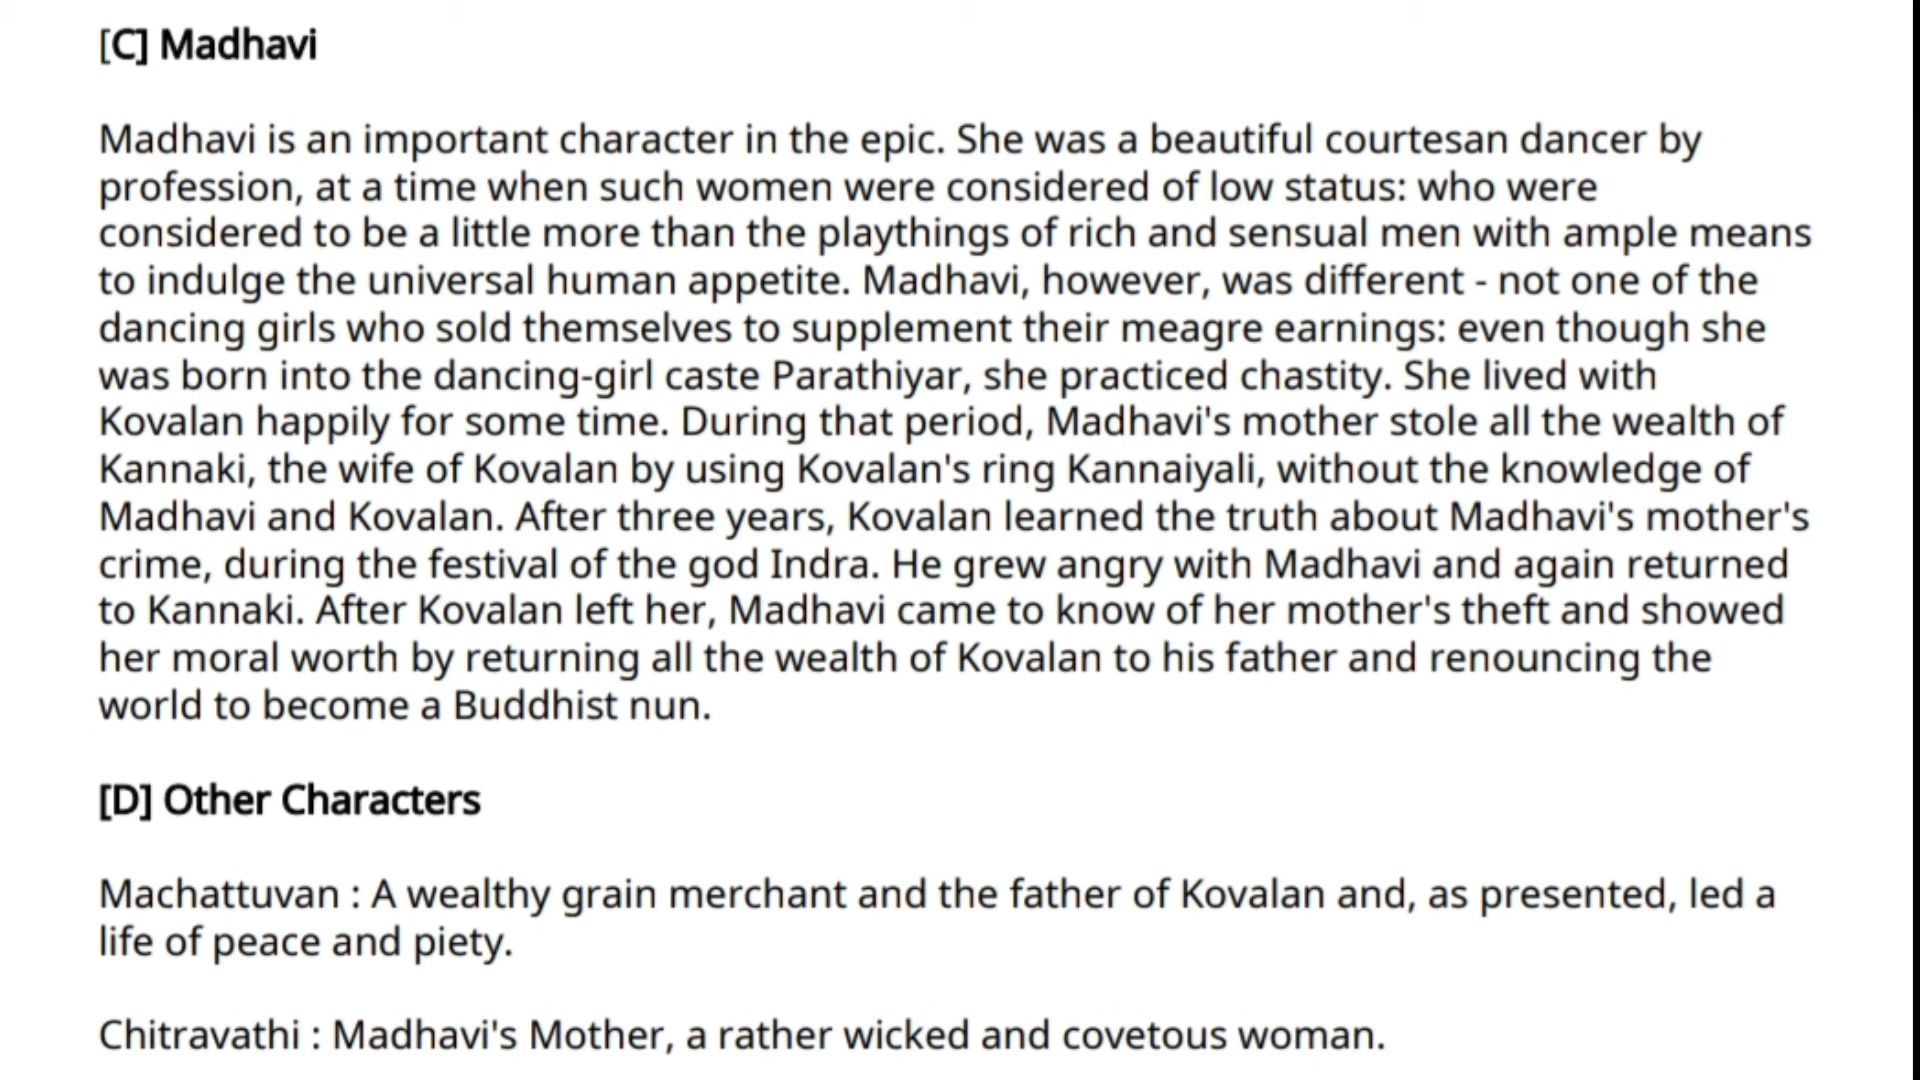 [C] Madhavi
Madhavi is an important character in the epic. She was a beautiful courtesan dancer by
profession, at a time when such women were considered of low status: who were
considered to be a little more than the playthings of rich and sensual men with ample means
to indulge the universal human appetite. Madhavi, however, was different - not one of the
dancing girls who sold themselves to supplement their meagre earnings: even though she
was born into the dancing-girl caste Parathiyar, she practiced chastity. She lived with
Kovalan happily for some time. During that period, Madhavi's mother stole all the wealth of
Kannaki, the wife of Kovalan by using Kovalan's ring Kannaiyali, without the knowledge of
Madhavi and Kovalan. After three years, Kovalan learned the truth about Madhavi's mother's
crime, during the festival of the god Indra. He grew angry with Madhavi and again returned
to Kannaki. After Kovalan left her, Madhavi came to know of her mother's theft and showed
her moral worth by returning all the wealth of Kovalan to his father and renouncing the
world to become a Buddhist nun.
[D] Other Characters
Machattuvan : A wealthy grain merchant and the father of Kovalan and, as presented, led a
life of peace and piety.
Chitravathi : Madhavi's Mother, a rather wicked and covetous woman.